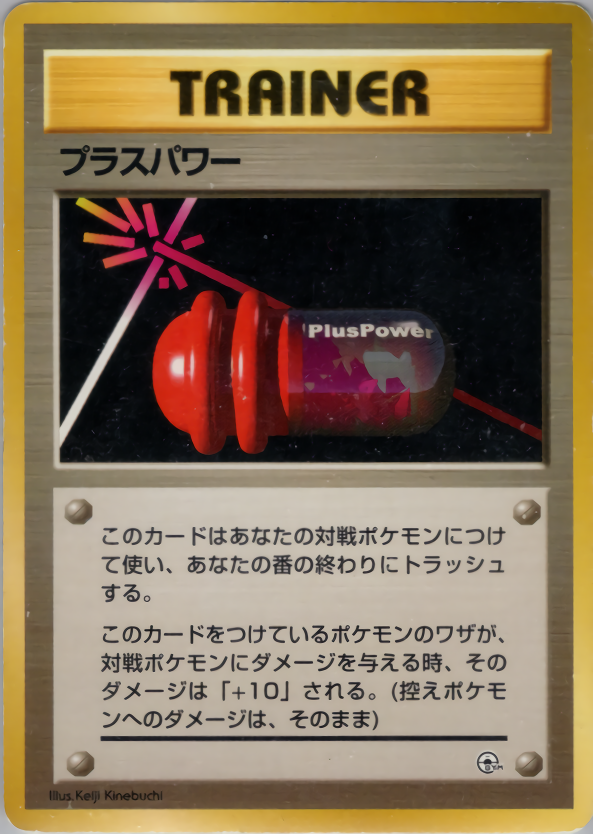 TRAINER
プラスパワー
PlusPower
このカードはあなたの対戦ポケモンにつけ
て使い、あなたの番の終わりにトラッシュ
する。
このカードをつけているポケモンのワザが、
対戦ポケモンにダメージを与える時、その
ダメージは「+10」される。(控えポケモ
ンへのダメージは、そのまま)
GYM
Illus. Keiji Kinebuchi